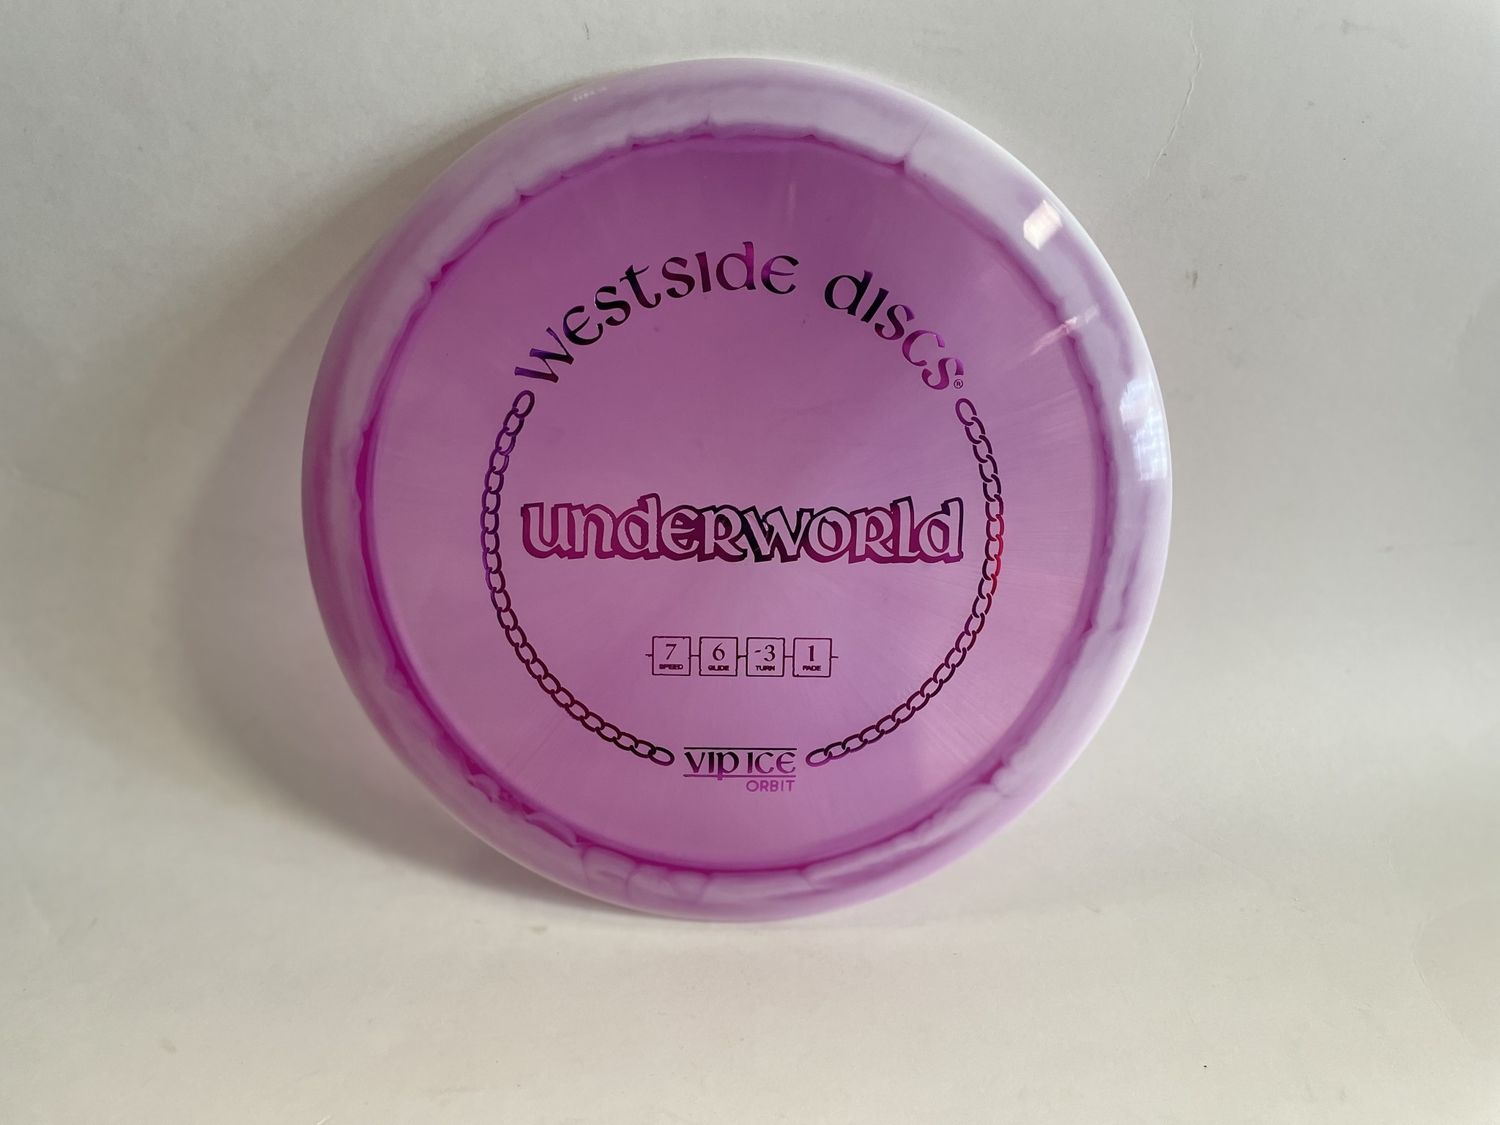 westside discs®
underworld
7 6 -3 1
SPEED GLIDE TURN FADE
VIP ICE
ORBIT